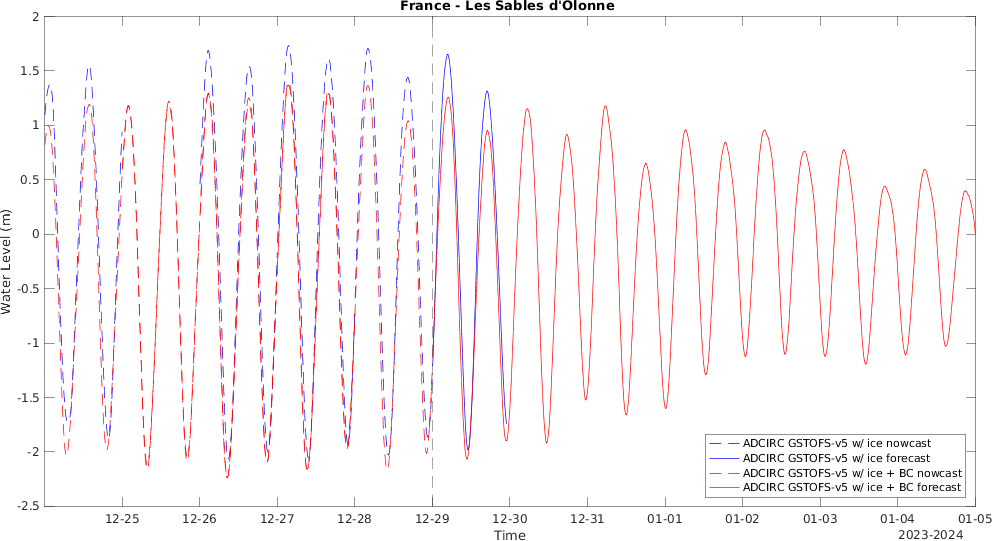 France - Les Sables d'Olonne
2
1.5
1
0.5
0
-0.5
-1
-1.5
-2
-2.5
Water Level (m)
12-25 12-26 12-27 12-28 12-29 12-30 12-31 01-01 01-02 01-03 01-04 01-05
Time
2023-2024
ADCIRC GSTOFS-v5 w/ ice nowcast
ADCIRC GSTOFS-v5 w/ ice forecast
ADCIRC GSTOFS-v5 w/ ice + BC nowcast
ADCIRC GSTOFS-v5 w/ ice + BC forecast